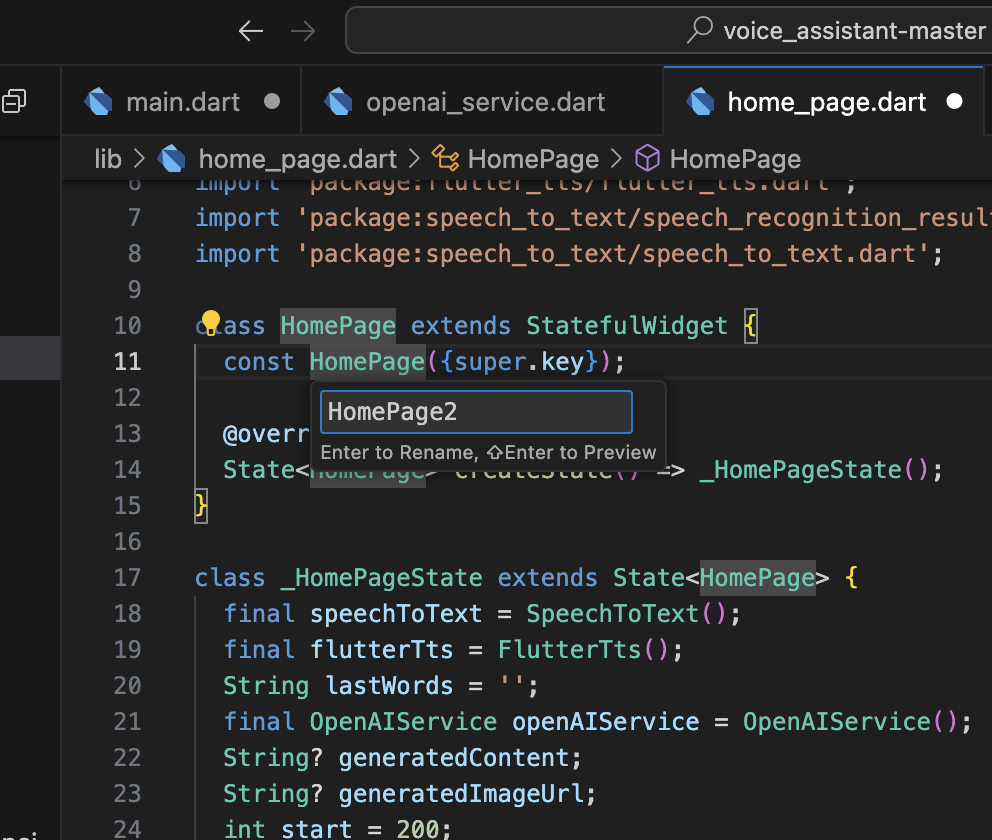 voice_assistant-master
main.dart
openai_service.dart
home_page.dart
lib > home_page.dart > HomePage > HomePage
6 import 'package:flutter_tts/flutter_tts.dart';
7 import 'package:speech_to_text/speech_recognition_result
8 import 'package:speech_to_text/speech_to_text.dart';
9
10 class HomePage extends StatefulWidget {
11 const HomePage({super.key});
12
HomePage2
13 @overr
Enter to Rename, ⇧Enter to Preview
14 State<HomePage> createState() => _HomePageState();
15 }
16
17 class _HomePageState extends State<HomePage> {
18 final speechToText = SpeechToText();
19 final flutterTts = FlutterTts();
20 String lastWords = '';
21 final OpenAIService openAIService = OpenAIService();
22 String? generatedContent;
23 String? generatedImageUrl;
24 int start = 200;